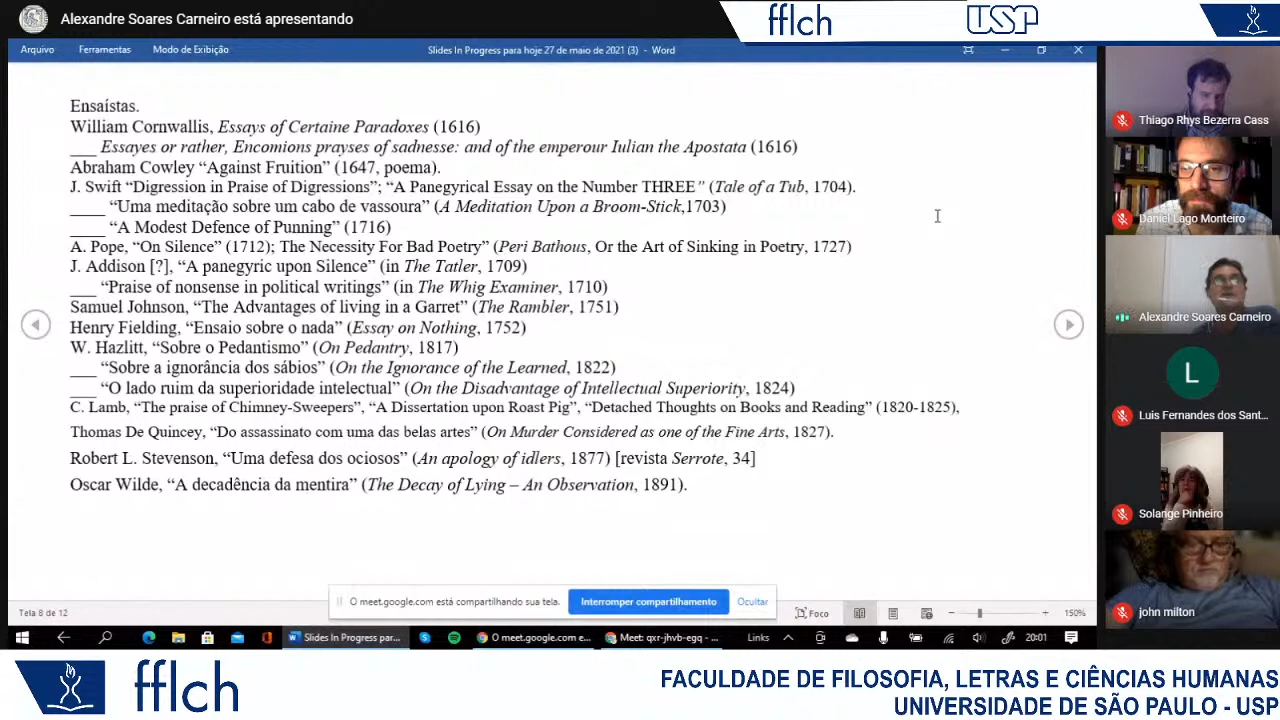 Alexandre Soares Carneiro está apresentando
fflch
USP
Arquivo
Ferramentas
Modo de Exibição
Slides In Progress para hoje 27 de maio de 2021 (3) - Word
Ensaístas.
William Cornwallis, Essays of Certaine Paradoxes (1616)
___ Essayes or rather, Encomions prayses of sadnesse: and of the emperour Iulian the Apostata (1616)
Abraham Cowley “Against Fruition” (1647, poema).
J. Swift “Digression in Praise of Digressions”; “A Panegyrical Essay on the Number THREE” (Tale of a Tub, 1704).
____ “Uma meditação sobre um cabo de vassoura” (A Meditation Upon a Broom-Stick,1703)
____ “A Modest Defence of Punning” (1716)
A. Pope, “On Silence” (1712); The Necessity For Bad Poetry” (Peri Bathous, Or the Art of Sinking in Poetry, 1727)
J. Addison [?], “A panegyric upon Silence” (in The Tatler, 1709)
___ “Praise of nonsense in political writings” (in The Whig Examiner, 1710)
Samuel Johnson, “The Advantages of living in a Garret” (The Rambler, 1751)
Henry Fielding, “Ensaio sobre o nada” (Essay on Nothing, 1752)
W. Hazlitt, “Sobre o Pedantismo” (On Pedantry, 1817)
___ “Sobre a ignorância dos sábios” (On the Ignorance of the Learned, 1822)
___ “O lado ruim da superioridade intelectual” (On the Disadvantage of Intellectual Superiority, 1824)
C. Lamb, “The praise of Chimney-Sweepers”, “A Dissertation upon Roast Pig”, “Detached Thoughts on Books and Reading” (1820-1825),
Thomas De Quincey, “Do assassinato com uma das belas artes” (On Murder Considered as one of the Fine Arts, 1827).
Robert L. Stevenson, “Uma defesa dos ociosos” (An apology of idlers, 1877) [revista Serrote, 34]
Oscar Wilde, “A decadência da mentira” (The Decay of Lying – An Observation, 1891).
Thiago Rhys Bezerra Cass
Daniel Lago Monteiro
Alexandre Soares Carneiro
L
Luis Fernandes dos Sant...
Solange Pinheiro
john milton
O meet.google.com está compartilhando sua tela.
Interromper compartilhamento
Ocultar
Tela 8 de 12
Foco
150%
Slides In Progress par...
O meet.google.com e...
Meet: qxr-jhvb-egq - ...
Links
20:01
fflch
FACULDADE DE FILOSOFIA, LETRAS E CIÊNCIAS HUMANAS
UNIVERSIDADE DE SÃO PAULO - USP